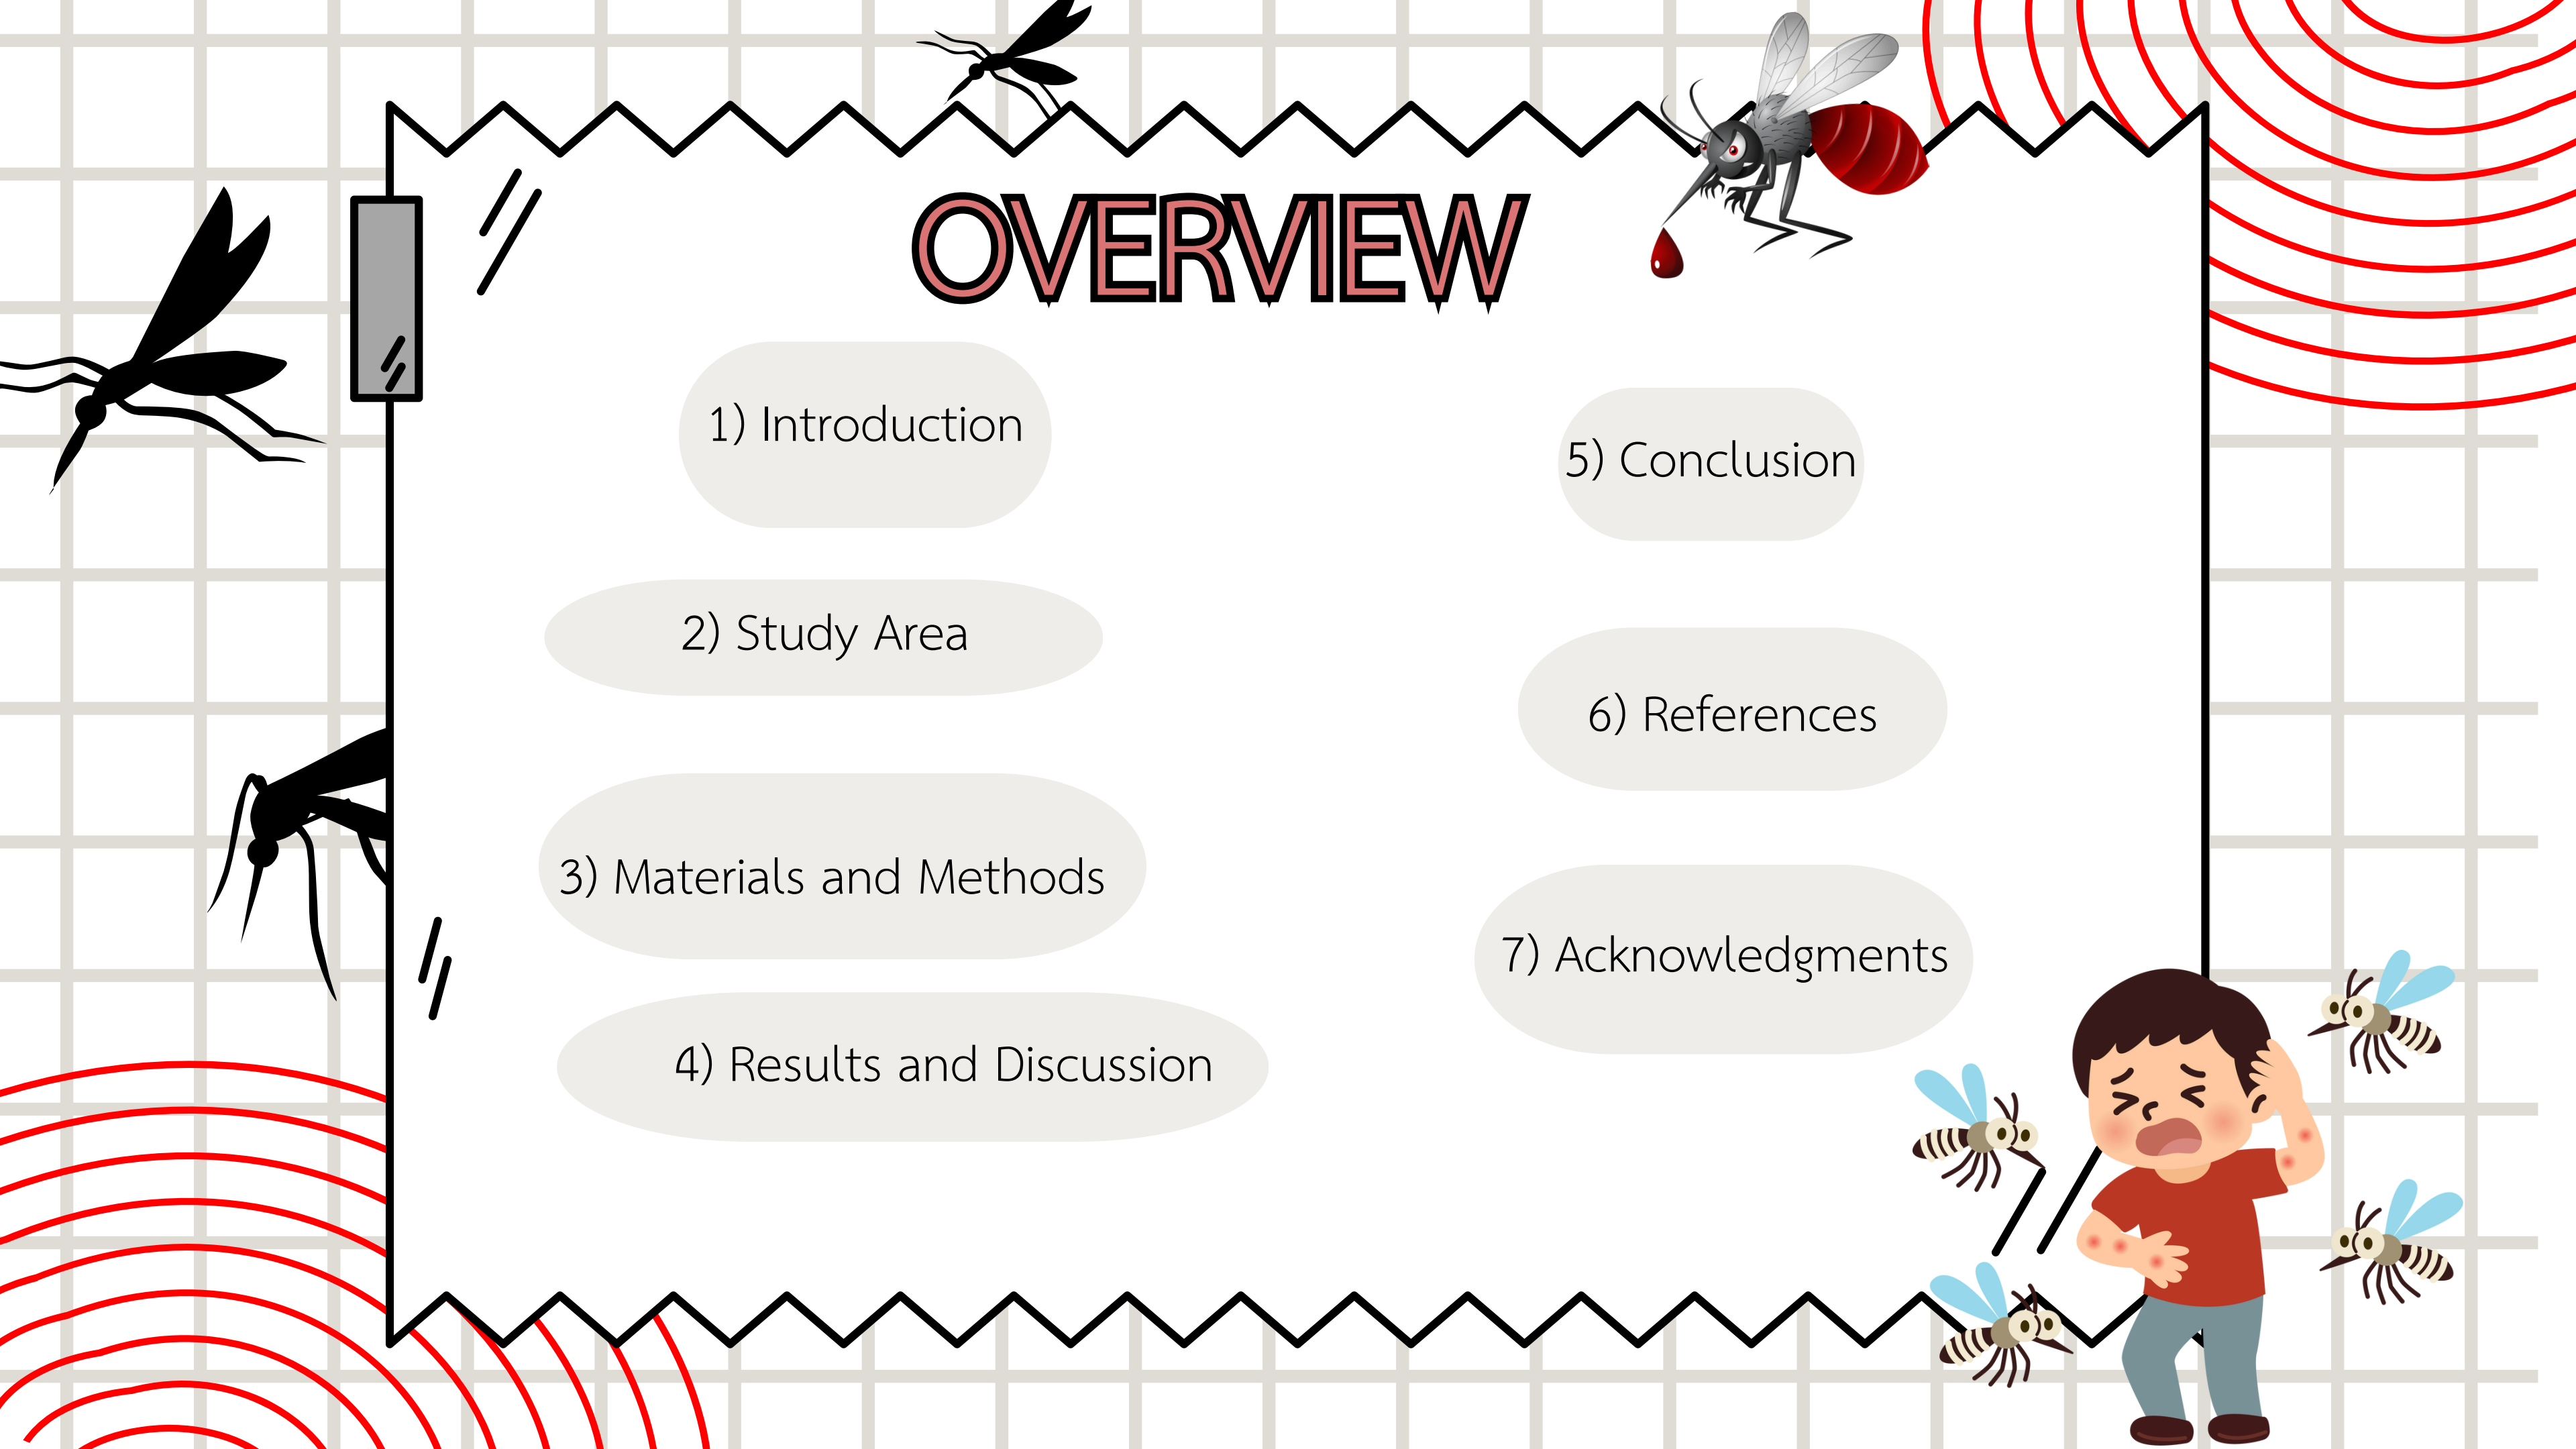 OVERVIEW
1) Introduction
2) Study Area
3) Materials and Methods
4) Results and Discussion
5) Conclusion
6) References
7) Acknowledgments